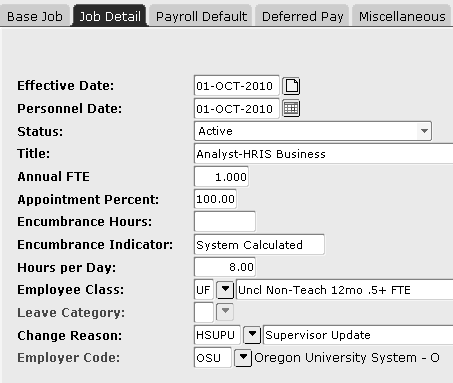 Base Job Job Detail Payroll Default Deferred Pay Miscellaneous
Effective Date: 01-OCT-2010
Personnel Date: 01-OCT-2010
Status: Active
Title: Analyst-HRIS Business
Annual FTE 1.000
Appointment Percent: 100.00
Encumbrance Hours:
Encumbrance Indicator: System Calculated
Hours per Day: 8.00
Employee Class: UF Uncl Non-Teach 12mo .5+ FTE
Leave Category:
Change Reason: HSUPU Supervisor Update
Employer Code: OSU Oregon University System - O